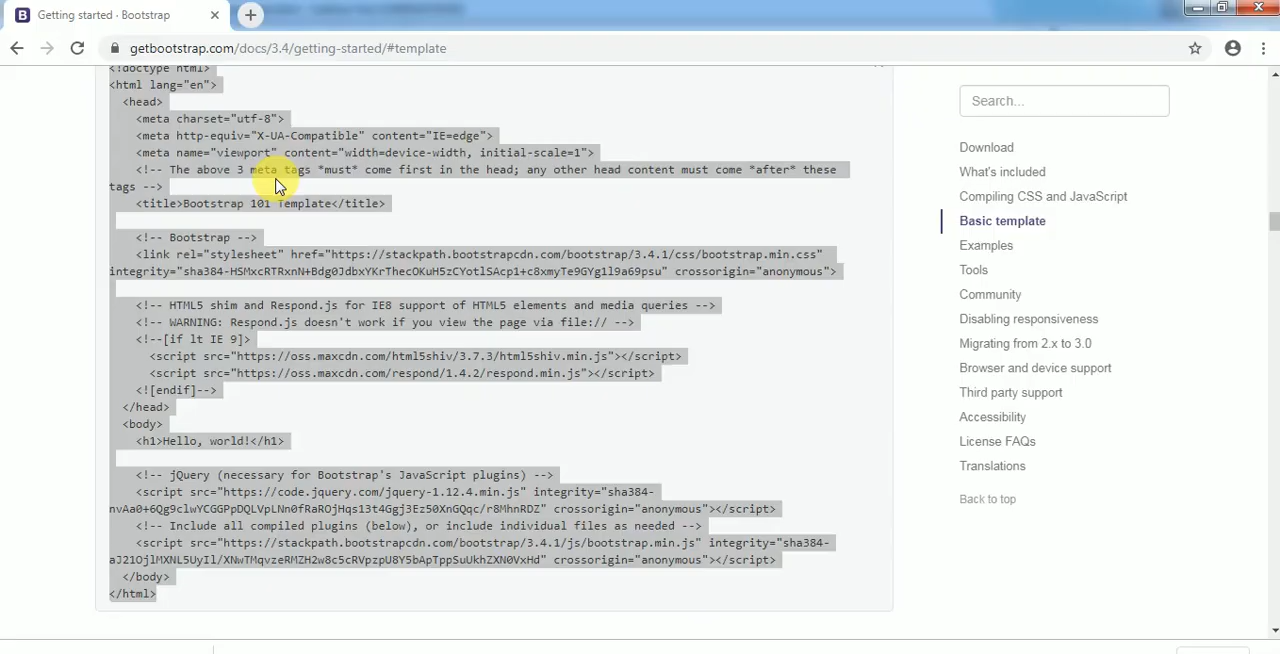 Getting started · Bootstrap
getbootstrap.com/docs/3.4/getting-started/#template
<!doctype html>
<html lang="en">
<head>
<meta charset="utf-8">
<meta http-equiv="X-UA-Compatible" content="IE=edge">
<meta name="viewport" content="width=device-width, initial-scale=1">
<!-- The above 3 meta tags *must* come first in the head; any other head content must come *after* these
tags -->
<title>Bootstrap 101 Template</title>
<!-- Bootstrap -->
<link rel="stylesheet" href="https://stackpath.bootstrapcdn.com/bootstrap/3.4.1/css/bootstrap.min.css"
integrity="sha384-HSMxcRTRxnN+Bdg0JdbxYKrThecOKuH5zCYotlSAcp1+c8xmyTe9GYg1l9a69psu" crossorigin="anonymous">
<!-- HTML5 shim and Respond.js for IE8 support of HTML5 elements and media queries -->
<!-- WARNING: Respond.js doesn't work if you view the page via file:// -->
<!--[if lt IE 9]>
<script src="https://oss.maxcdn.com/html5shiv/3.7.3/html5shiv.min.js"></script>
<script src="https://oss.maxcdn.com/respond/1.4.2/respond.min.js"></script>
<![endif]-->
</head>
<body>
<h1>Hello, world!</h1>
<!-- jQuery (necessary for Bootstrap's JavaScript plugins) -->
<script src="https://code.jquery.com/jquery-1.12.4.min.js" integrity="sha384-
nvAa0+6Qg9clwYCGGPpDQLVpLNn0fRaROjHqs13t4Ggj3Ez50XnGQqc/r8MhnRDZ" crossorigin="anonymous"></script>
<!-- Include all compiled plugins (below), or include individual files as needed -->
<script src="https://stackpath.bootstrapcdn.com/bootstrap/3.4.1/js/bootstrap.min.js" integrity="sha384-
aJ21OjlMXNL5UyIl/XNwTMqvzeRMZH2w8c5cRVpzpU8Y5bApTppSuUkhZXN0VxHd" crossorigin="anonymous"></script>
</body>
</html>
Search...
Download
What's included
Compiling CSS and JavaScript
Basic template
Examples
Tools
Community
Disabling responsiveness
Migrating from 2.x to 3.0
Browser and device support
Third party support
Accessibility
License FAQs
Translations
Back to top